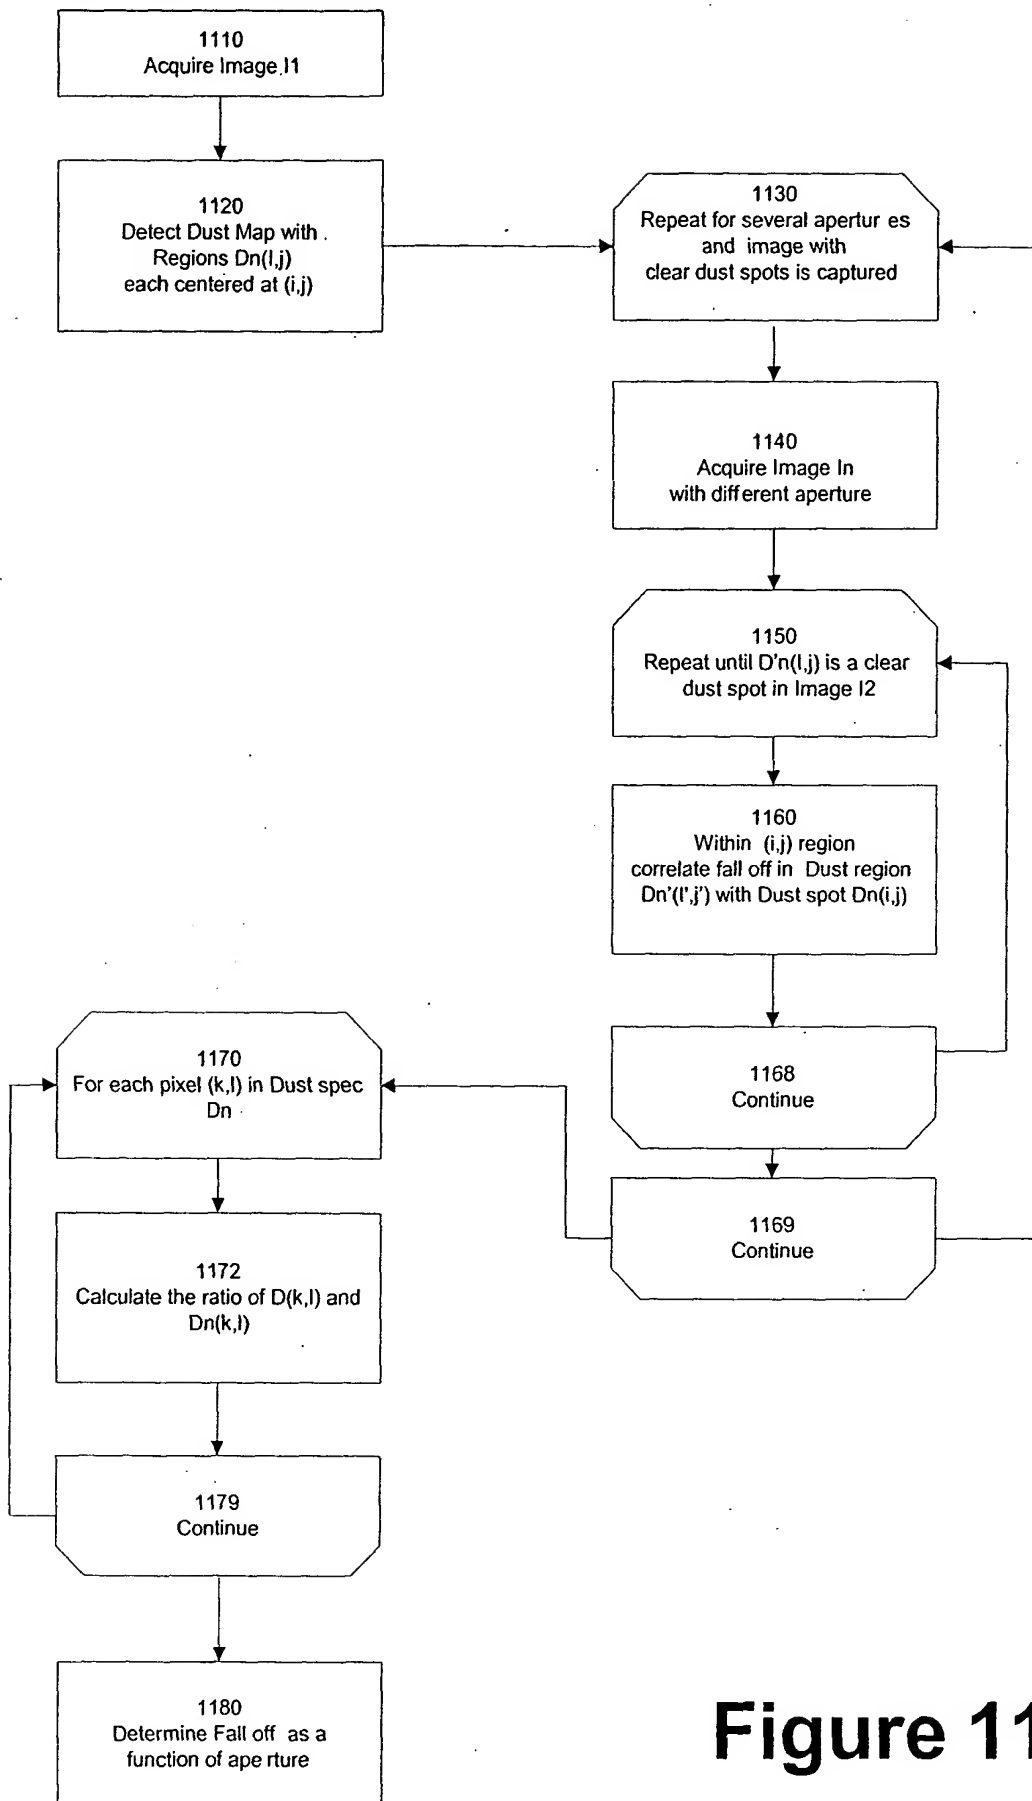 1110
Acquire Image I1
1120
Detect Dust Map with
Regions Dn(I,j)
each centered at (i,j)
1130
Repeat for several apertur es
and image with
clear dust spots is captured
1140
Acquire Image In
with different aperture
1150
Repeat until D'n(I,j) is a clear
dust spot in Image I2
1160
Within (i,j) region
correlate fall off in Dust region
Dn'(I',j') with Dust spot Dn(i,j)
1168
Continue
1169
Continue
1170
For each pixel (k,l) in Dust spec
Dn
1172
Calculate the ratio of D(k,l) and
Dn(k,l)
1179
Continue
1180
Determine Fall off as a
function of ape rture
Figure 11